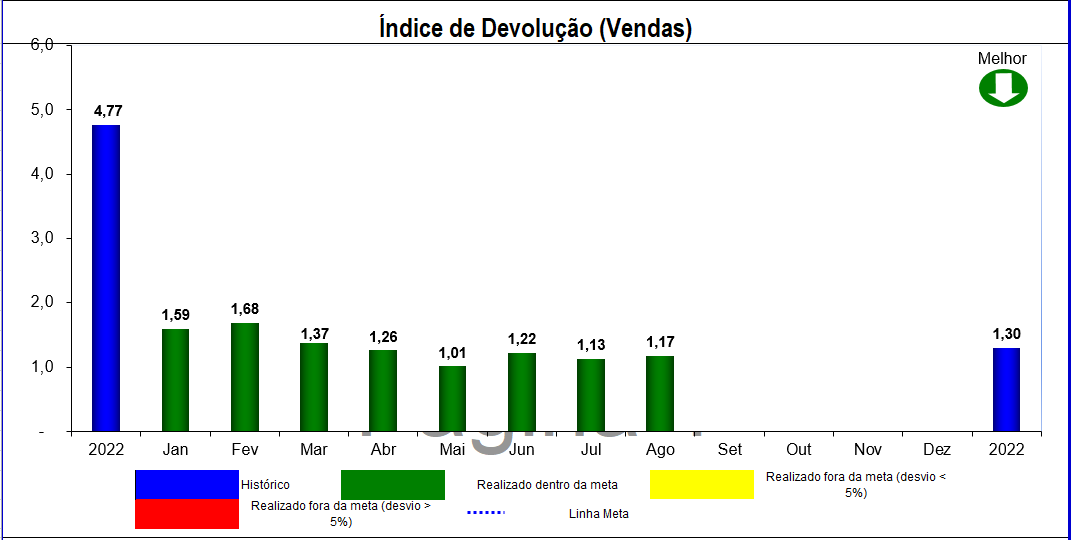 Índice de Devolução (Vendas)
6,0
Melhor
5,0
4,77
4,0
3,0
2,0
1,59
1,68
1,37
1,26
1,01
1,22
1,13
1,17
1,30
1,0
-
2022 Jan Fev Mar Abr Mai Jun Jul Ago Set Out Nov Dez 2022
Histórico
Realizado dentro da meta
Realizado fora da meta (desvio <
5%)
Realizado fora da meta (desvio >
5%)
Linha Meta